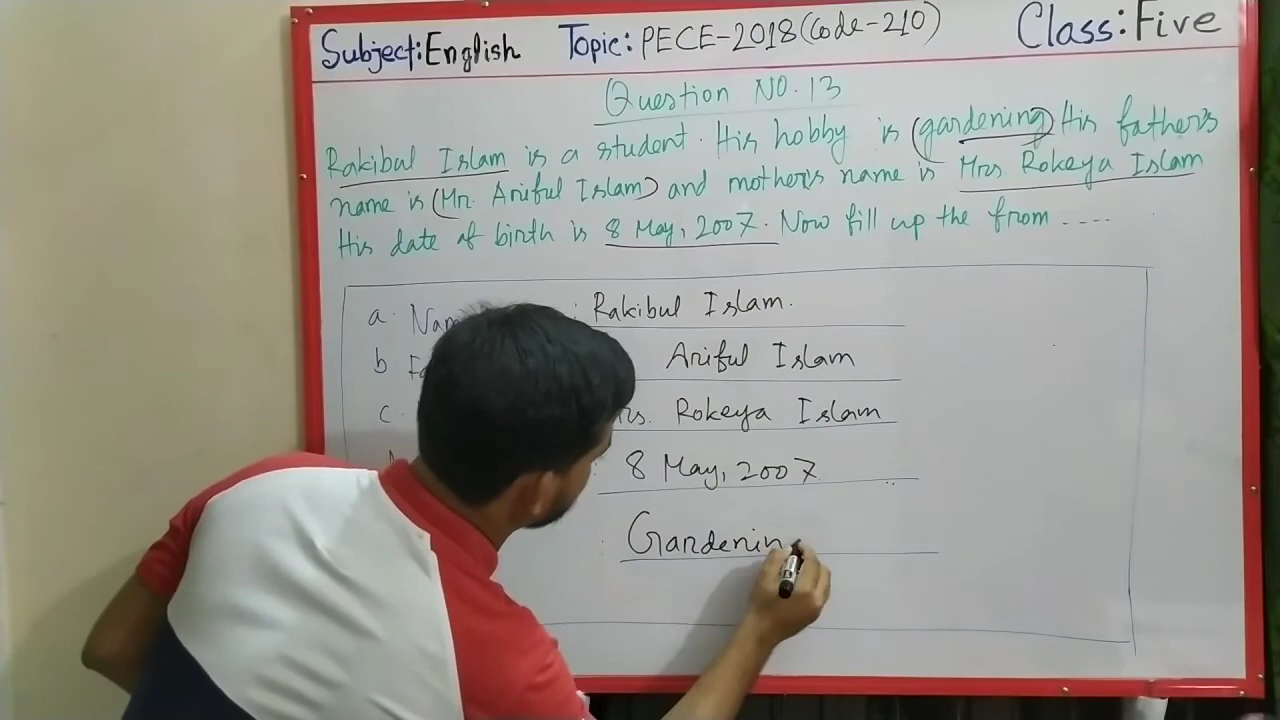 Subject: English Topic: PECE-2018 (Code-210) Class: Five
Question NO. 13
Rakibul Islam is a student. His hobby is (gardening) His father's
name is (Mr. Ariful Islam) and mother's name is Mrs Rokeya Islam
His date of birth is 8 May, 2007. Now fill up the from ....
a. Nam : Rakibul Islam.
b Fa Ariful Islam
c rs. Rokeya Islam
8 May, 2007
Gardenin